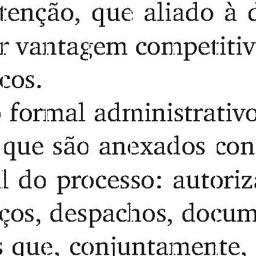 tenção, que aliado à
vantagem competitiv
cos.
formal administrativo
que são anexados con
l do processo: autoriza
ços, despachos, docum
s que, conjuntamente,